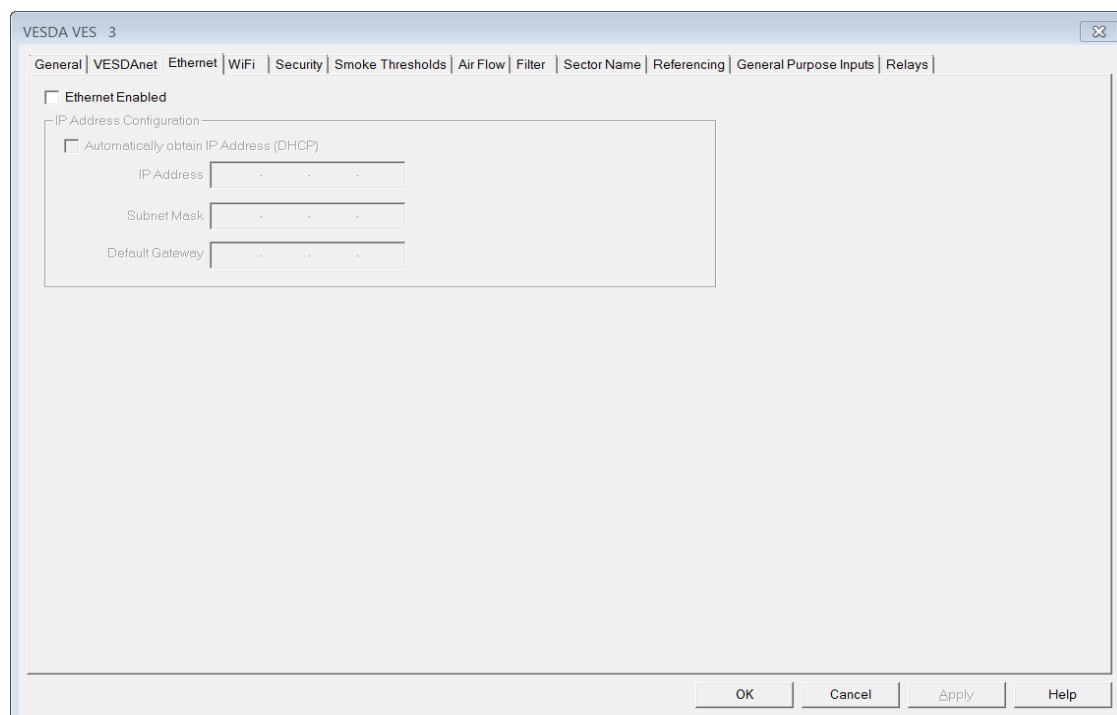 VESDA VES 3
General VESDAnet Ethernet WiFi Security Smoke Thresholds Air Flow Filter Sector Name Referencing General Purpose Inputs Relays
Ethernet Enabled
IP Address Configuration
Automatically obtain IP Address (DHCP)
IP Address . . .
Subnet Mask . . .
Default Gateway . . .
OK Cancel Apply Help